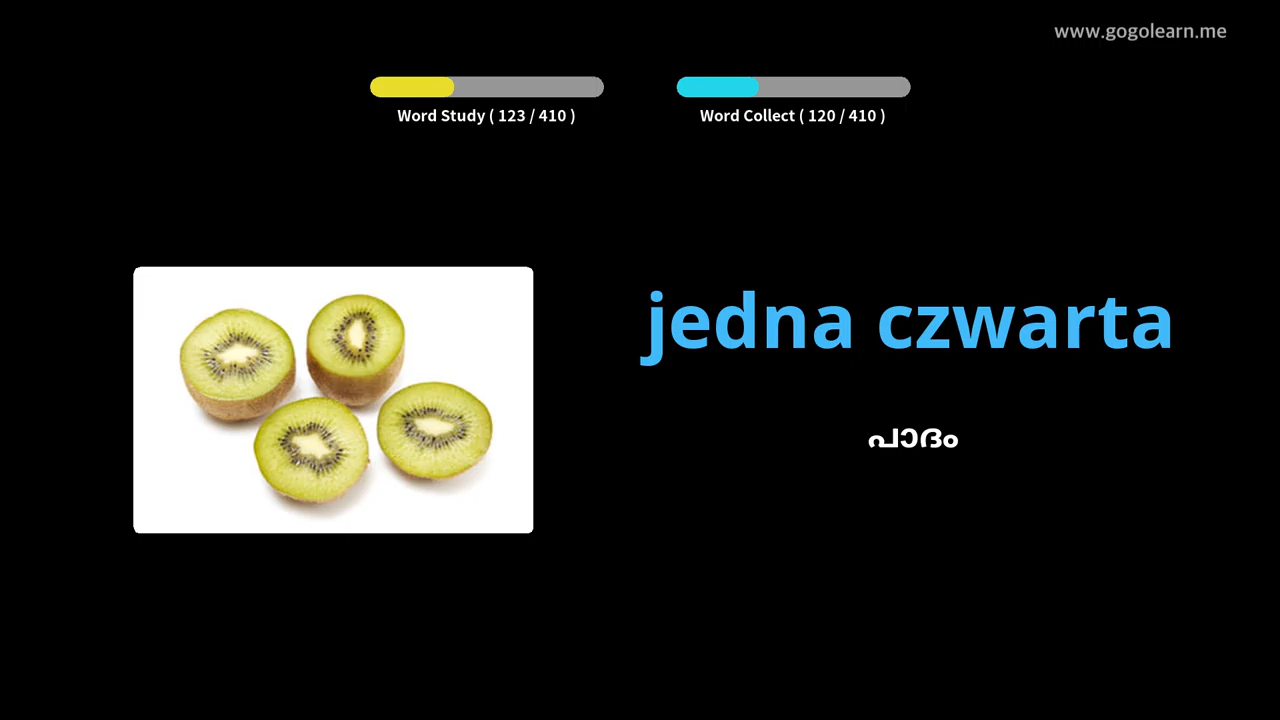 www.gogolearn.me
Word Study ( 123 / 410 )
Word Collect ( 120 / 410 )
jedna czwarta
പാദം